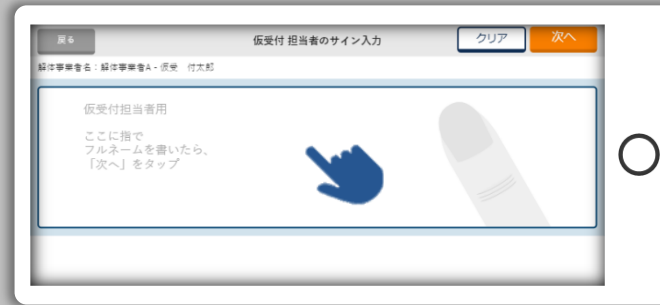 戻る
仮受付 担当者のサイン入力
クリア
次へ
解体事業者名：解体事業者A - 仮受　付太郎
仮受付担当者用
ここに指で
フルネームを書いたら、
「次へ」をタップ